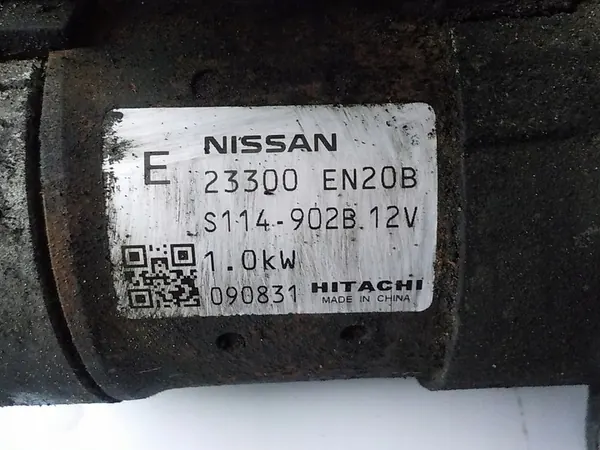 E NISSAN
23300 EN20B
S114-902B 12V
1.0kW
090831 HITACHI
MADE IN CHINA